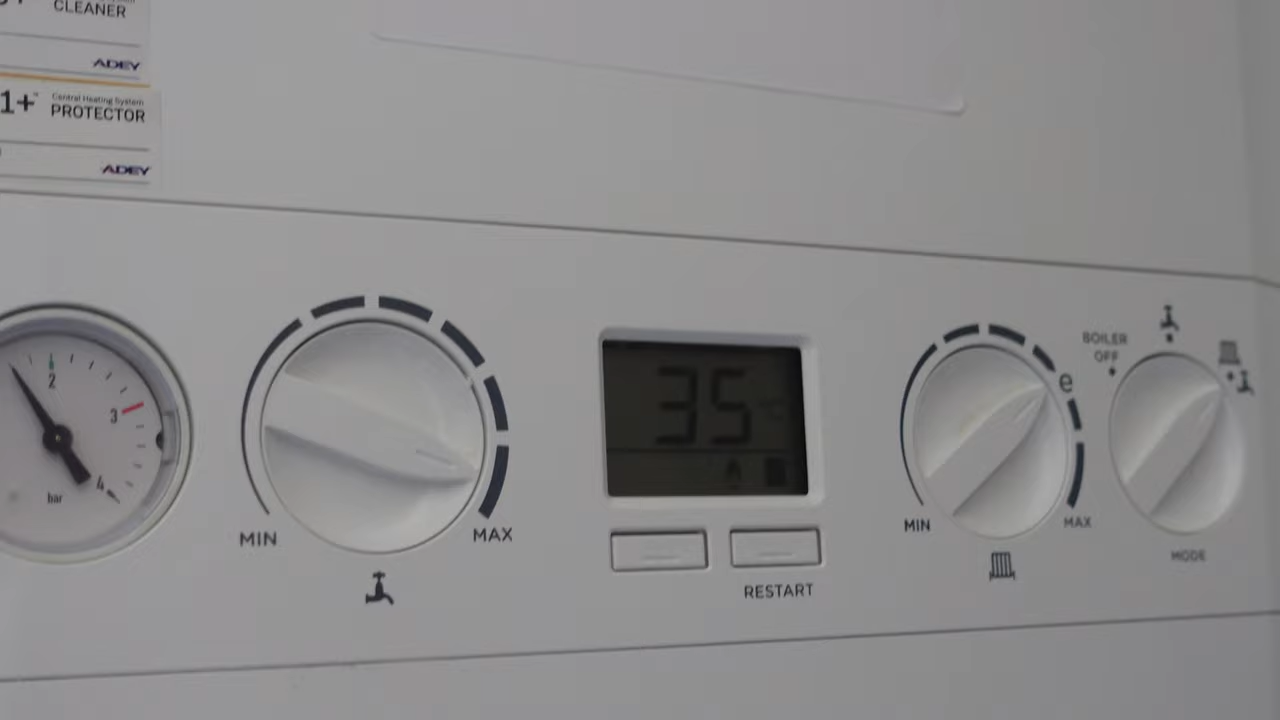 CLEANER
ADEY
1+
Central Heating System
PROTECTOR
ADEY
2
3
4
bar
MIN
MAX
35
RESTART
e
MIN
MAX
BOILER
OFF
MODE